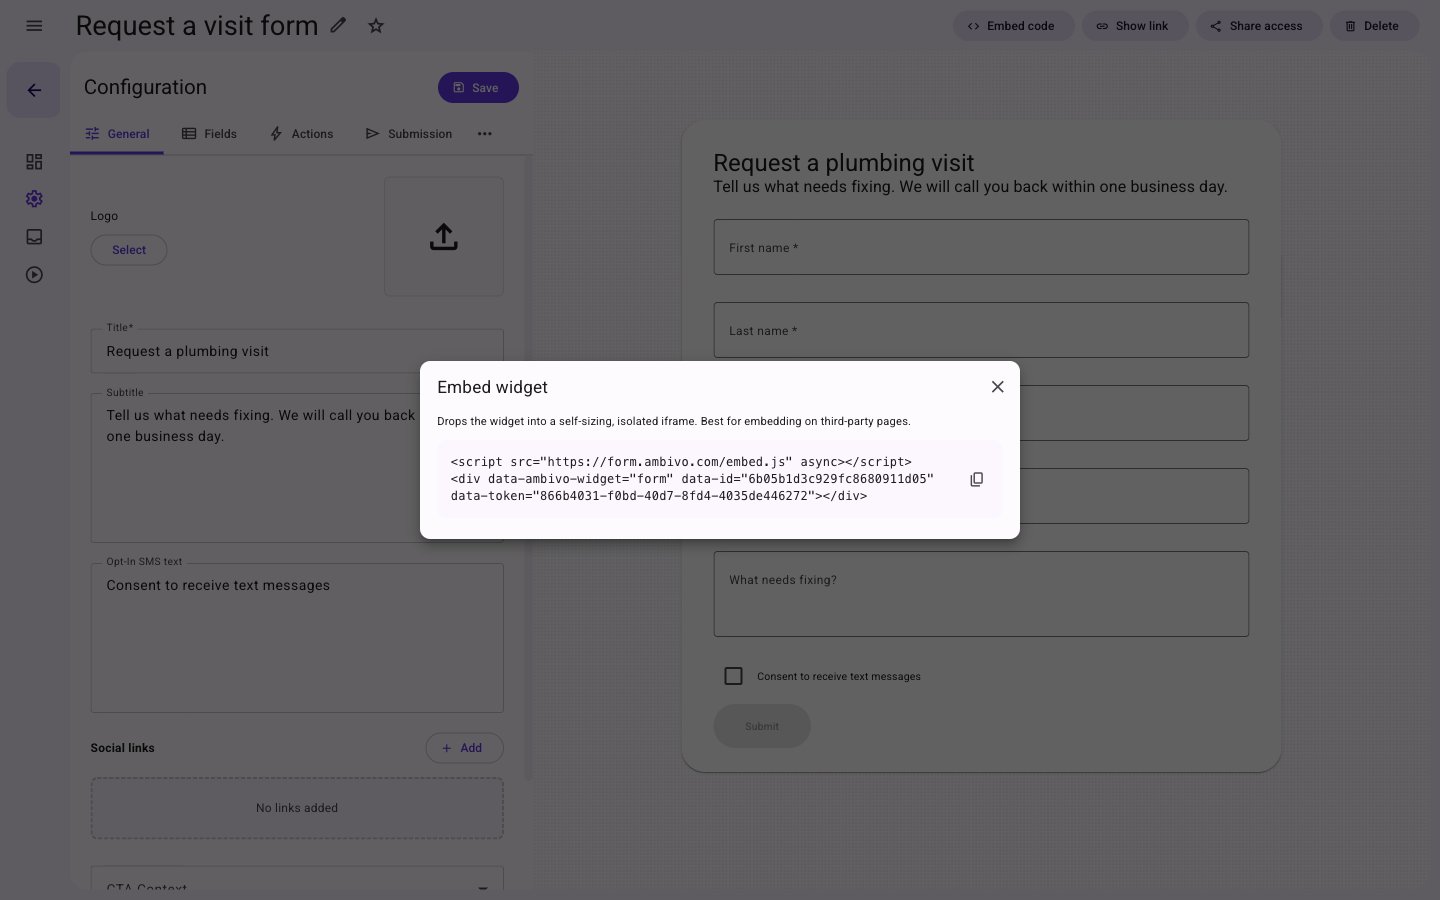 Request a visit form
Embed code
Show link
Share access
Delete
Configuration
Save
General
Fields
Actions
Submission
Logo
Select
Title*
Request a plumbing visit
Subtitle
Tell us what needs fixing. We will call you back
one business day.
Opt-In SMS text
Consent to receive text messages
Social links
Add
No links added
CTA Context
Request a plumbing visit
Tell us what needs fixing. We will call you back within one business day.
First name *
Last name *
What needs fixing?
Consent to receive text messages
Submit
Embed widget
Drops the widget into a self-sizing, isolated iframe. Best for embedding on third-party pages.
<script src="https://form.ambivo.com/embed.js" async></script>
<div data-ambivo-widget="form" data-id="6b05b1d3c929fc8680911d05"
data-token="866b4031-f0bd-40d7-8fd4-4035de446272"></div>